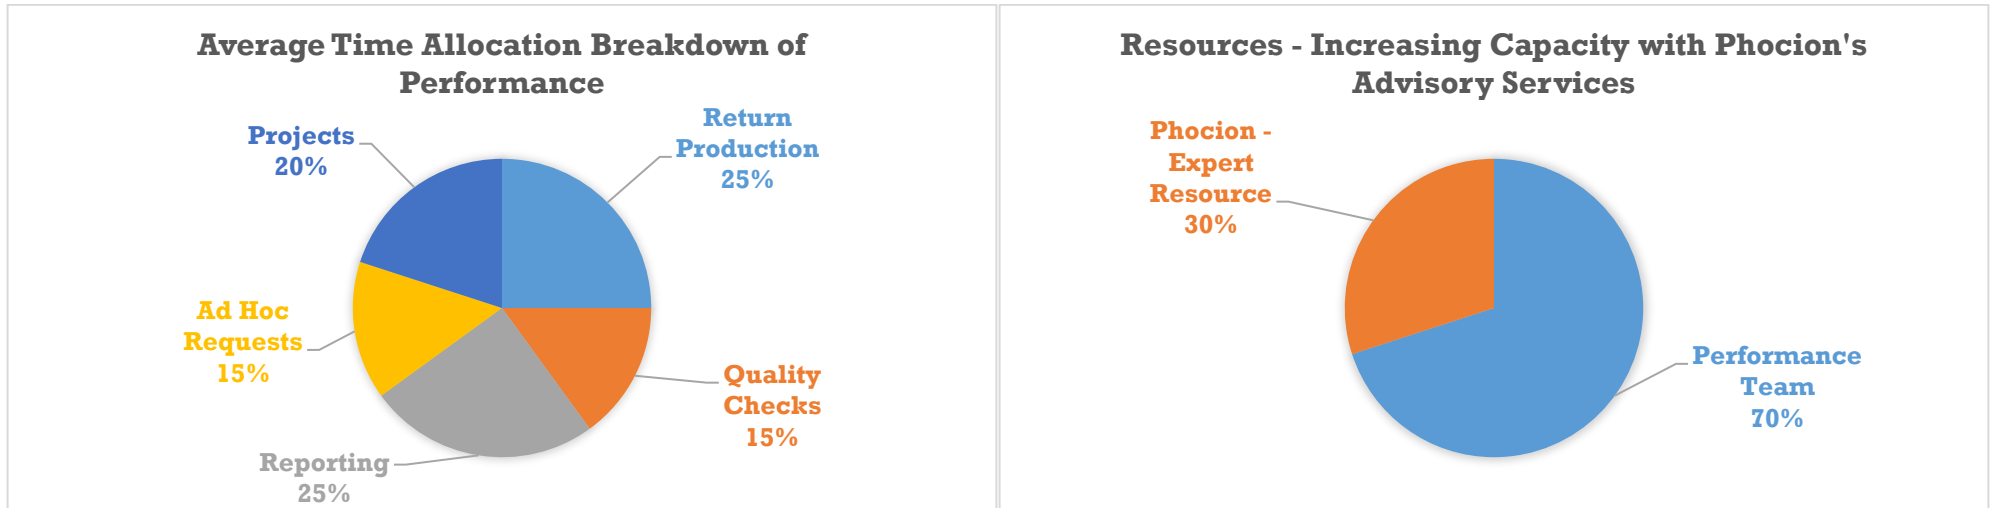 Average Time Allocation Breakdown of
Performance
Projects
20%
Return
Production
25%
Ad Hoc
Requests
15%
Quality
Checks
15%
Reporting
25%
Resources - Increasing Capacity with Phocion's
Advisory Services
Phocion -
Expert
Resource
30%
Performance
Team
70%